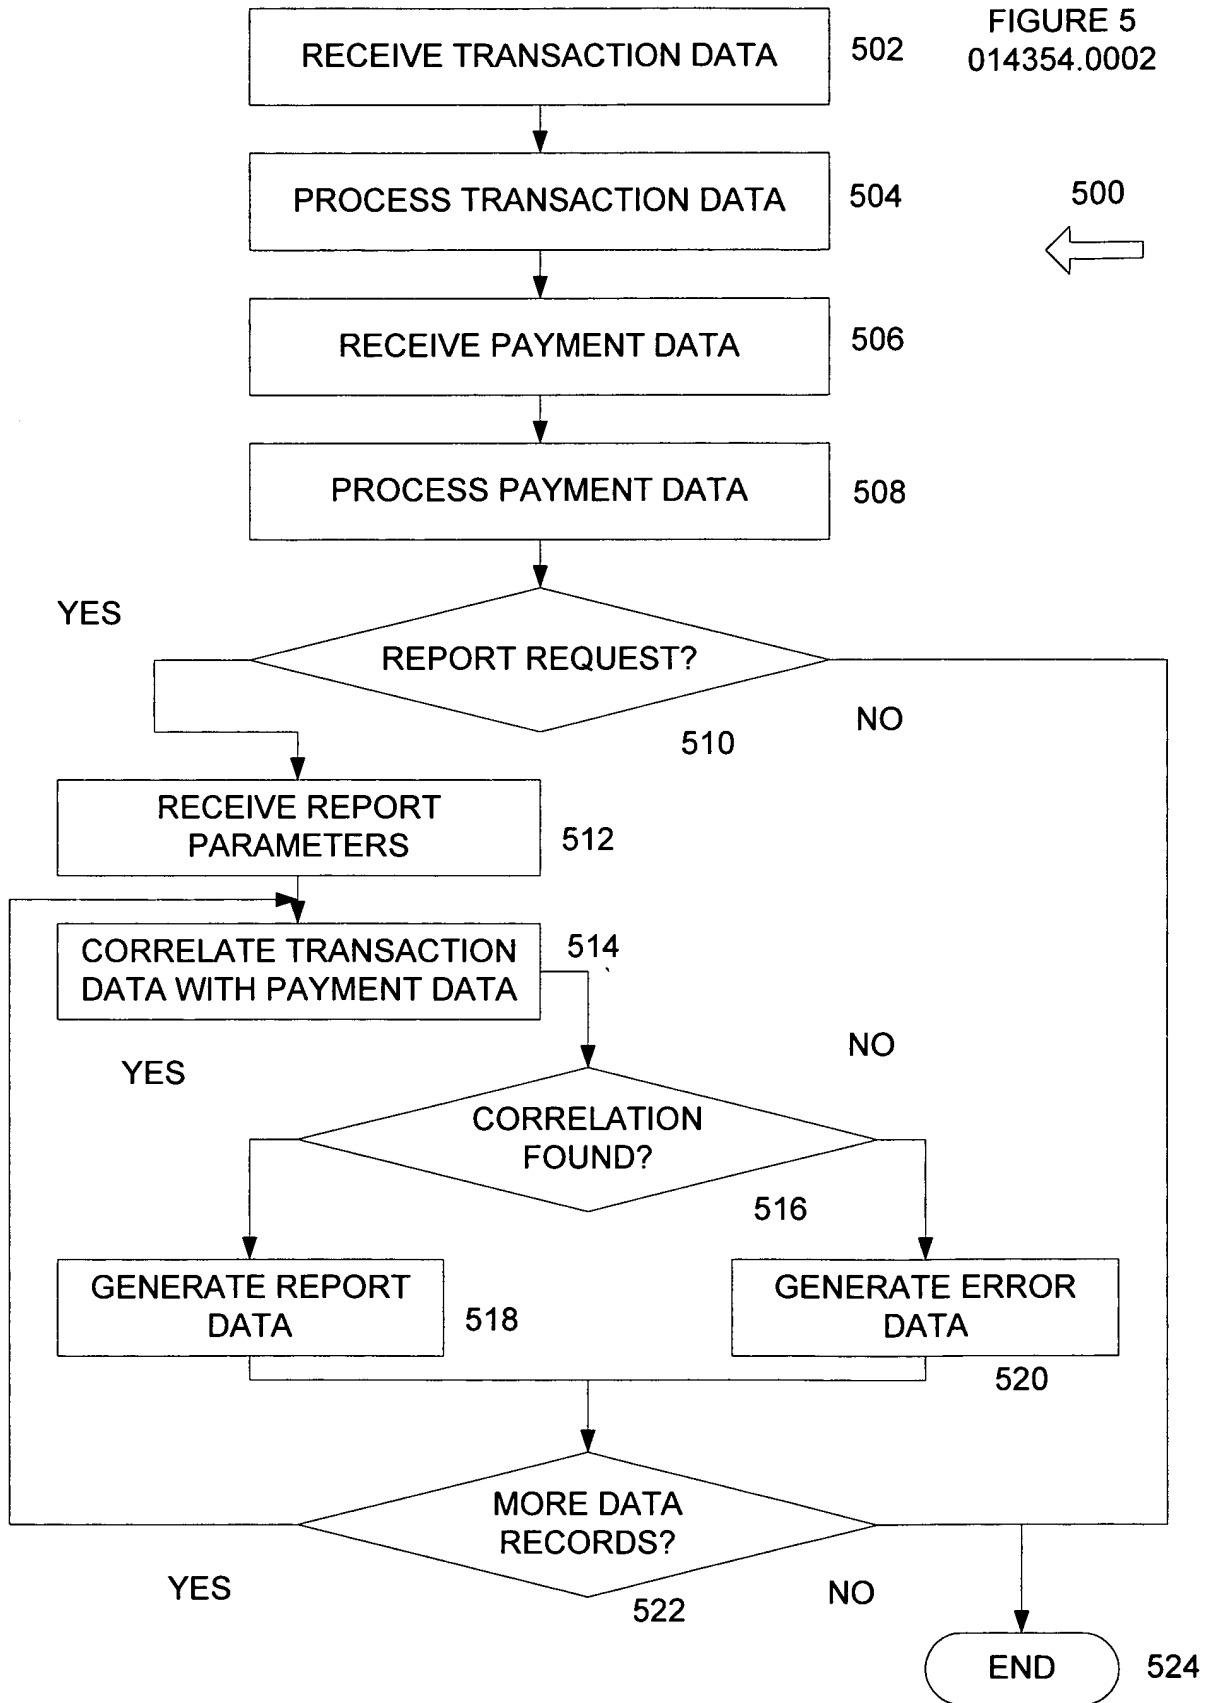 FIGURE 5
014354.0002
RECEIVE TRANSACTION DATA
502
PROCESS TRANSACTION DATA
504
500
RECEIVE PAYMENT DATA
506
PROCESS PAYMENT DATA
508
YES
REPORT REQUEST?
NO
510
RECEIVE REPORT
PARAMETERS
512
CORRELATE TRANSACTION
DATA WITH PAYMENT DATA
514
YES
NO
CORRELATION
FOUND?
516
GENERATE REPORT
DATA
518
GENERATE ERROR
DATA
520
MORE DATA
RECORDS?
YES
NO
522
END
524